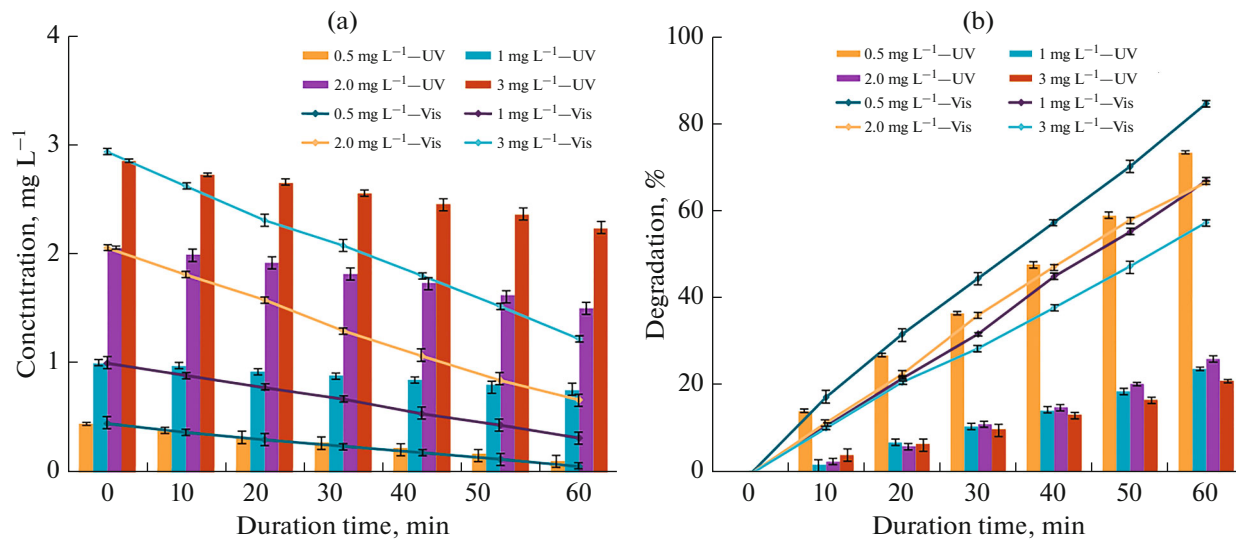 (a)
4
3
2
1
0
Conctntration, mg L⁻¹
0.5 mg L⁻¹—UV
1 mg L⁻¹—UV
2.0 mg L⁻¹—UV
3 mg L⁻¹—UV
0.5 mg L⁻¹—Vis
1 mg L⁻¹—Vis
2.0 mg L⁻¹—Vis
3 mg L⁻¹—Vis
0 10 20 30 40 50 60
Duration time, min
(b)
100
80
60
40
20
0
Degradation, %
0.5 mg L⁻¹—UV
1 mg L⁻¹—UV
2.0 mg L⁻¹—UV
3 mg L⁻¹—UV
0.5 mg L⁻¹—Vis
1 mg L⁻¹—Vis
2.0 mg L⁻¹—Vis
3 mg L⁻¹—Vis
0 10 20 30 40 50 60
Duration time, min